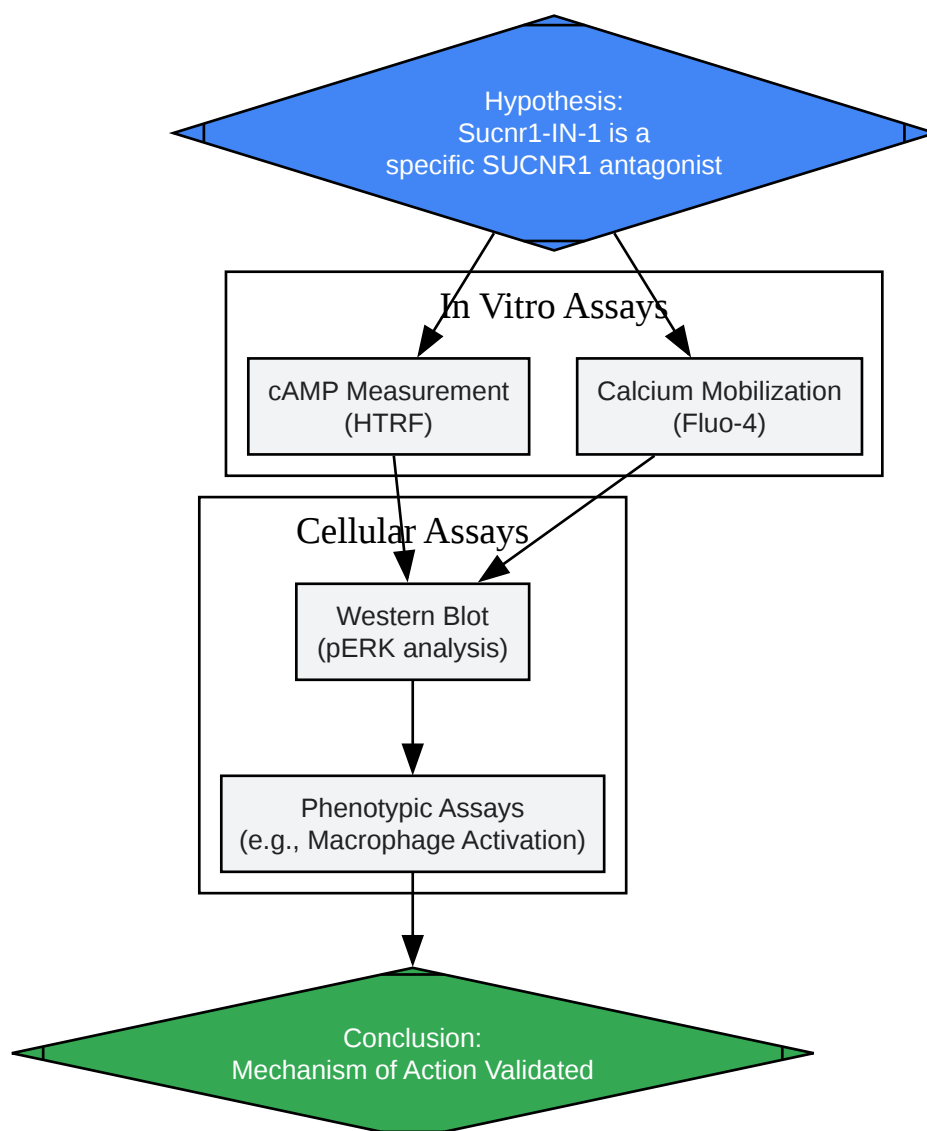 Hypothesis:
Sucnr1-IN-1 is a
specific SUCNR1 antagonist
In Vitro Assays
cAMP Measurement
(HTRF)
Calcium Mobilization
(Fluo-4)
Cellular Assays
Western Blot
(pERK analysis)
Phenotypic Assays
(e.g., Macrophage Activation)
Conclusion:
Mechanism of Action Validated